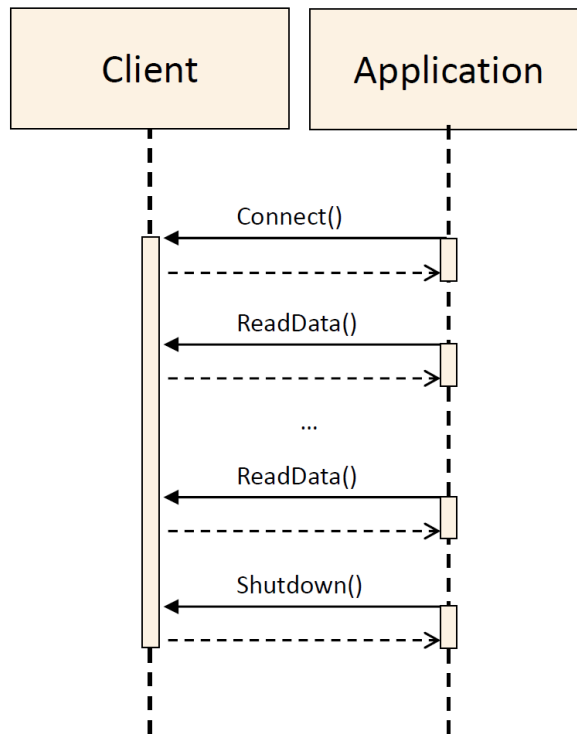 Client
Application
Connect()
ReadData()
...
ReadData()
Shutdown()